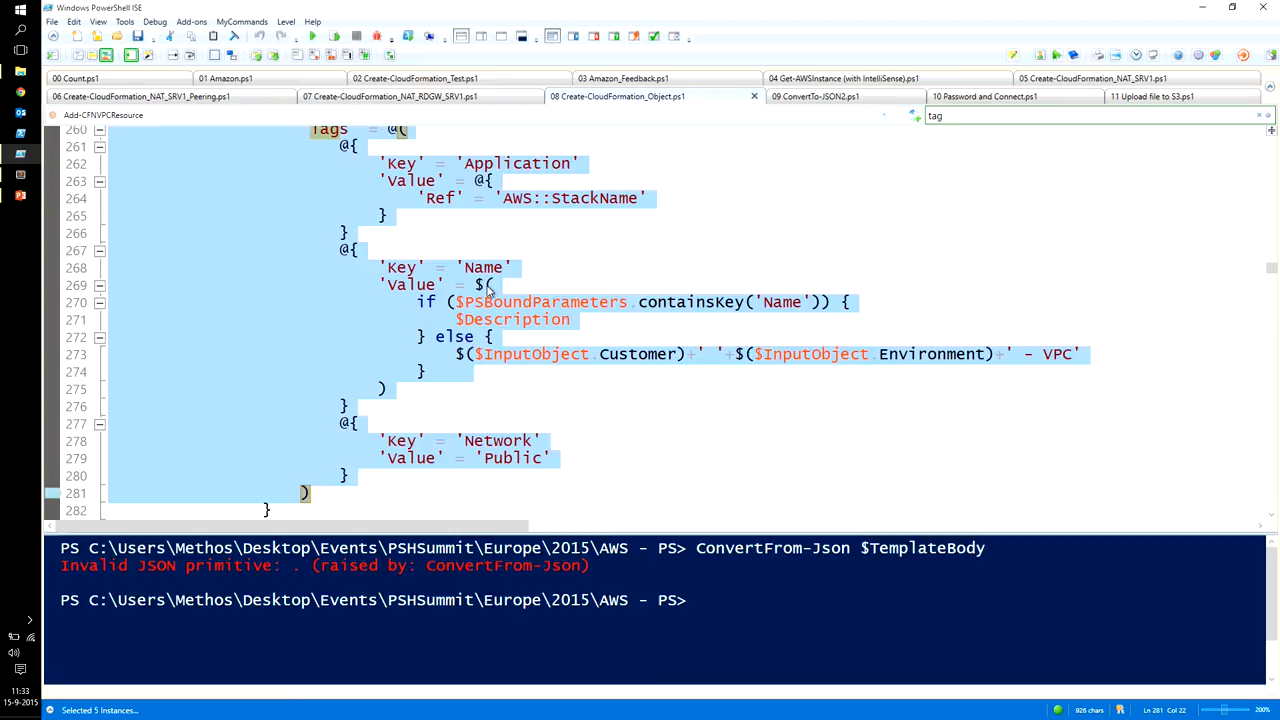 Windows PowerShell ISE
File Edit View Tools Debug Add-ons MyCommands Level Help
00 Count.ps1 01 Amazon.ps1 02 Create-CloudFormation_Test.ps1 03 Amazon_Feedback.ps1 04 Get-AWSInstance (with IntelliSense).ps1 05 Create-CloudFormation_NAT_SRV1.ps1
06 Create-CloudFormation_NAT_SRV1_Peering.ps1 07 Create-CloudFormation_NAT_RDGW_SRV1.ps1 08 Create-CloudFormation_Object.ps1 09 ConvertTo-JSON2.ps1 10 Password and Connect.ps1 11 Upload file to S3.ps1
Add-CFNVPCResource tag
260 Tags = @(
261 @{
262 'Key' = 'Application'
263 'Value' = @{
264 'Ref' = 'AWS::StackName'
265 }
266 }
267 @{
268 'Key' = 'Name'
269 'Value' = $(
270 if ($PSBoundParameters.containsKey('Name')) {
271 $Description
272 } else {
273 $($InputObject.Customer)+' '+$($InputObject.Environment)+' - VPC'
274 }
275 )
276 }
277 @{
278 'Key' = 'Network'
279 'Value' = 'Public'
280 }
281 )
282 }
PS C:\Users\Methos\Desktop\Events\PSHSummit\Europe\2015\AWS - PS> ConvertFrom-Json $TemplateBody
Invalid JSON primitive: . (raised by: ConvertFrom-Json)
PS C:\Users\Methos\Desktop\Events\PSHSummit\Europe\2015\AWS - PS>
11:33
15-9-2015
Selected 5 Instances... 926 chars Ln 281 Col 22 200%